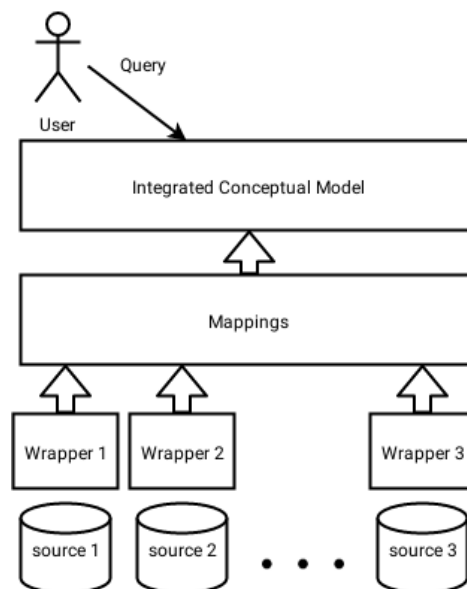 Query
User
Integrated Conceptual Model
Mappings
Wrapper 1
Wrapper 2
Wrapper 3
source 1
source 2
source 3